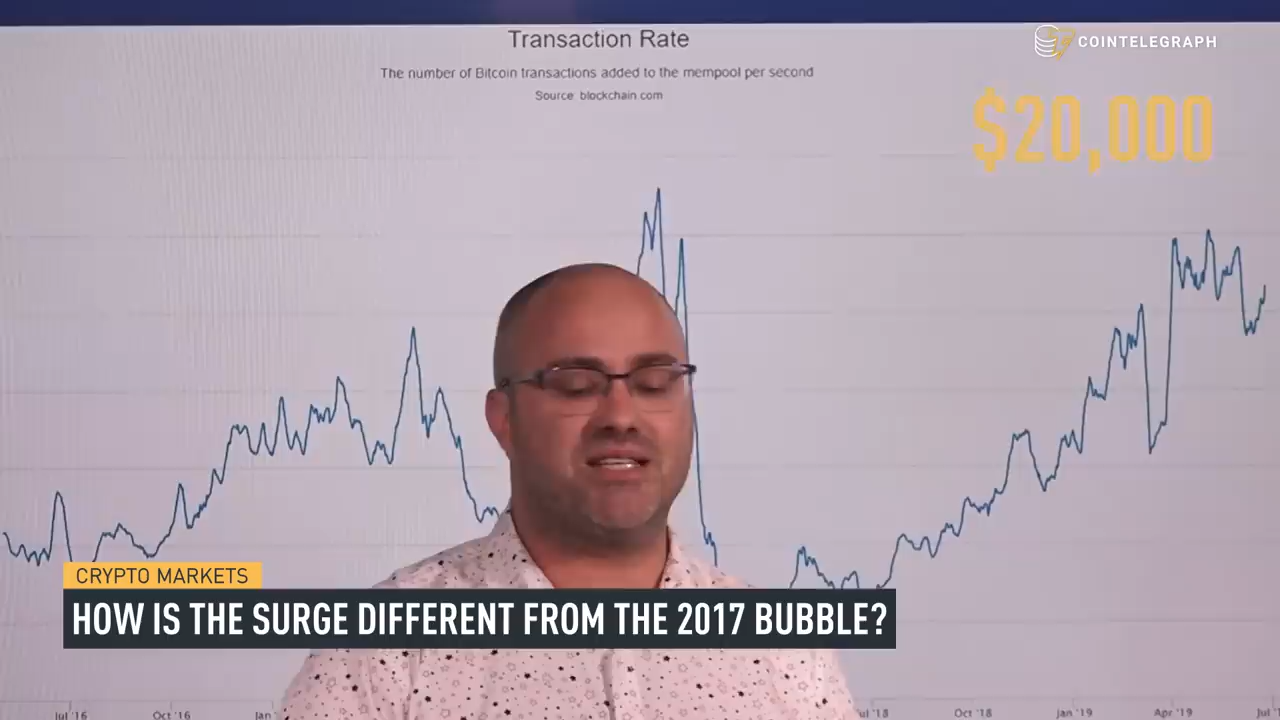 Transaction Rate
COINTELEGRAPH
The number of Bitcoin transactions added to the mempool per second
Source: blockchain.com
$20,000
CRYPTO MARKETS
HOW IS THE SURGE DIFFERENT FROM THE 2017 BUBBLE?
Jul '16 Oct '16 Jan '18 Oct '18 Jan '19 Apr '19